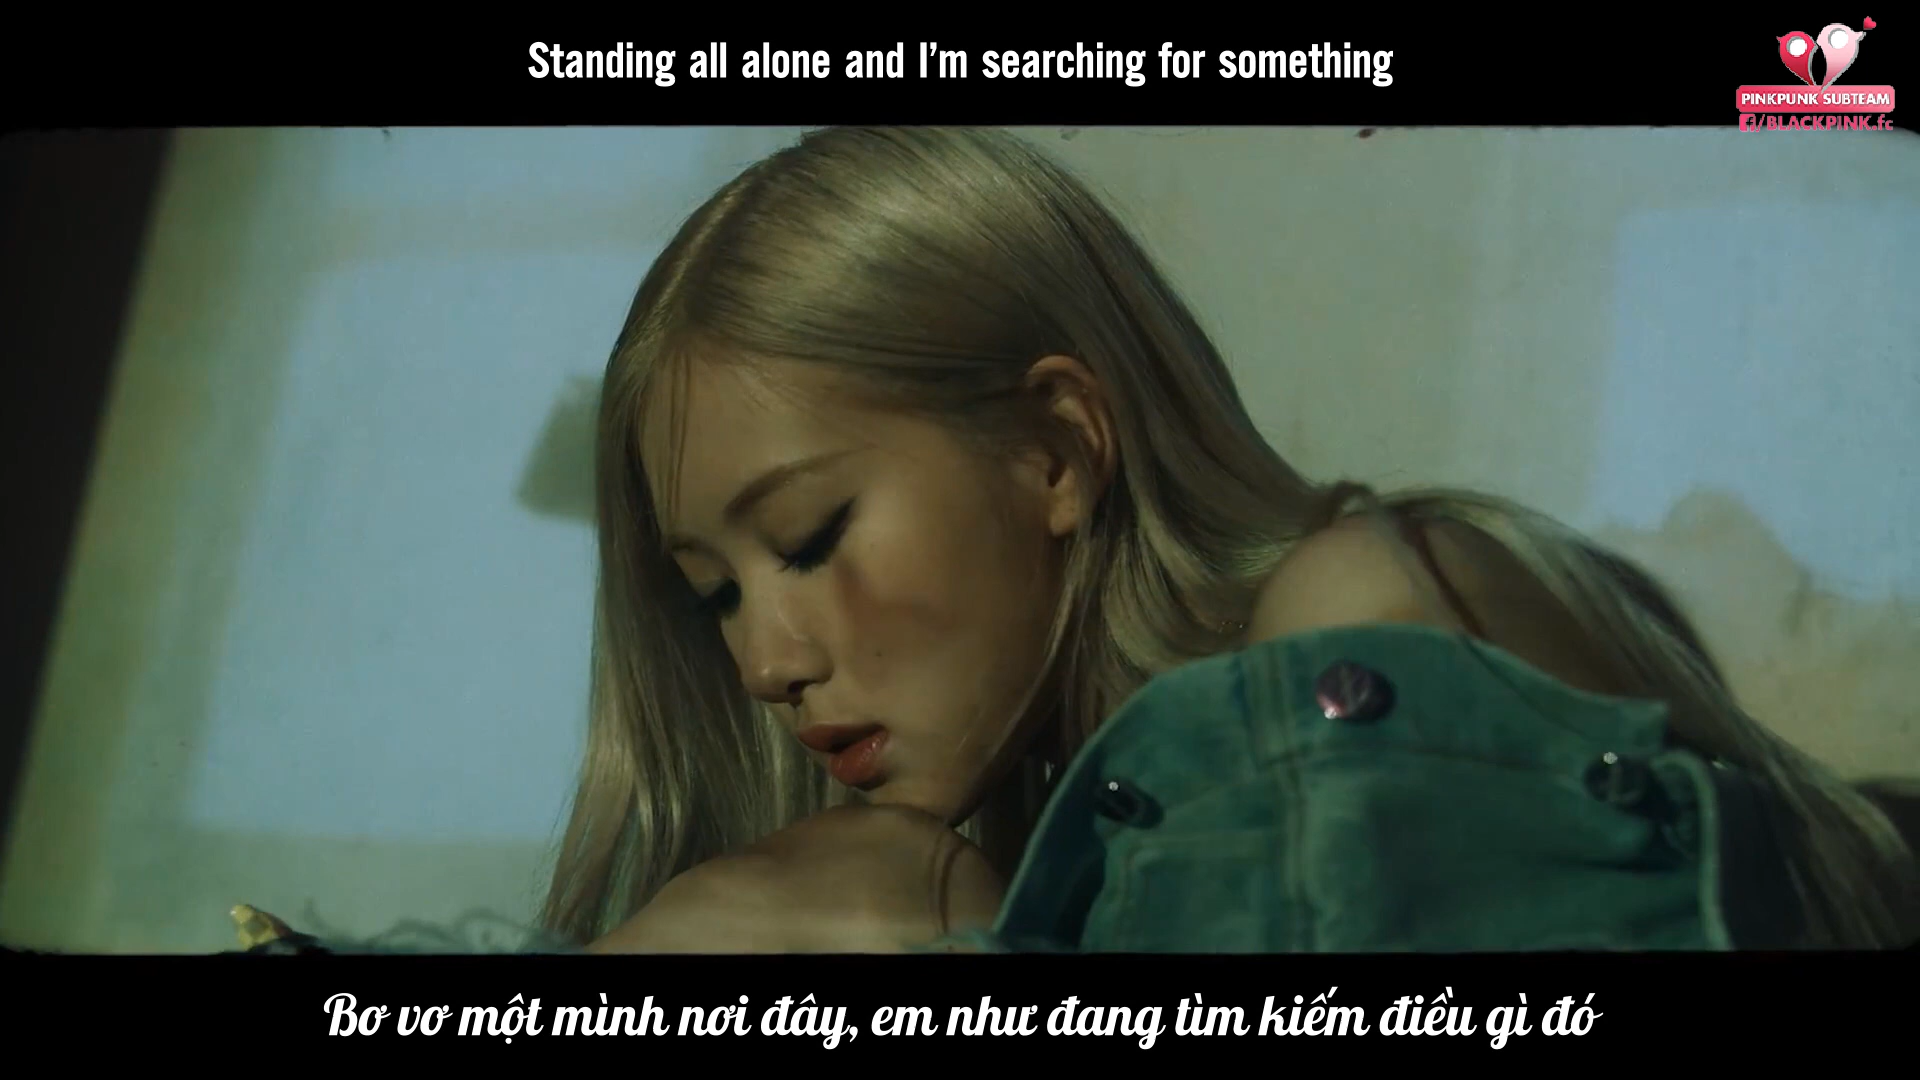 Standing all alone and I'm searching for something
PINKPUNK SUBTEAM
f/BLACKPINK.fc
Bơ vơ một mình nơi đây, em như đang tìm kiếm điều gì đó